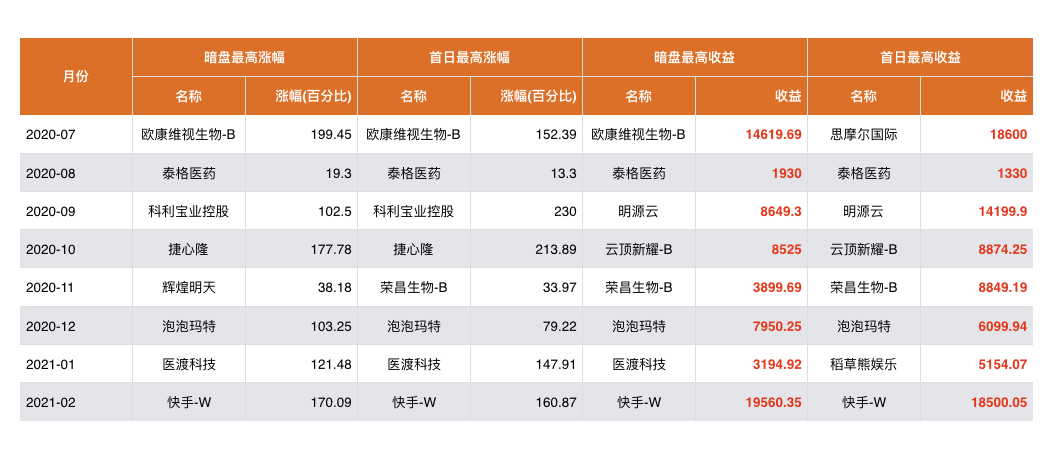 月份 暗盘最高涨幅 首日最高涨幅 暗盘最高收益 首日最高收益
名称 涨幅(百分比) 名称 涨幅(百分比) 名称 收益 名称 收益
2020-07 欧康维视生物-B 199.45 欧康维视生物-B 152.39 欧康维视生物-B 14619.69 思摩尔国际 18600
2020-08 泰格医药 19.3 泰格医药 13.3 泰格医药 1930 泰格医药 1330
2020-09 科利宝业控股 102.5 科利宝业控股 230 明源云 8649.3 明源云 14199.9
2020-10 捷心隆 177.78 捷心隆 213.89 云顶新耀-B 8525 云顶新耀-B 8874.25
2020-11 辉煌明天 38.18 荣昌生物-B 33.97 荣昌生物-B 3899.69 荣昌生物-B 8849.19
2020-12 泡泡玛特 103.25 泡泡玛特 79.22 泡泡玛特 7950.25 泡泡玛特 6099.94
2021-01 医渡科技 121.48 医渡科技 147.91 医渡科技 3194.92 稻草熊娱乐 5154.07
2021-02 快手-W 170.09 快手-W 160.87 快手-W 19560.35 快手-W 18500.05